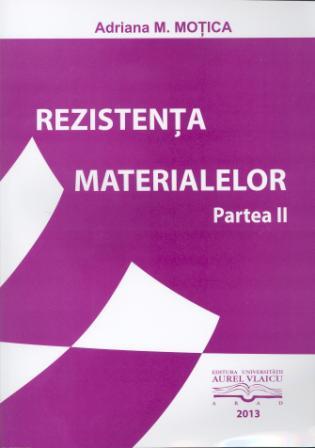 Adriana M. MOȚICA
REZISTENȚA
MATERIALELOR
Partea II
EDITURA UNIVERSITĂȚII
AUREL VLAICU
ARAD
2013